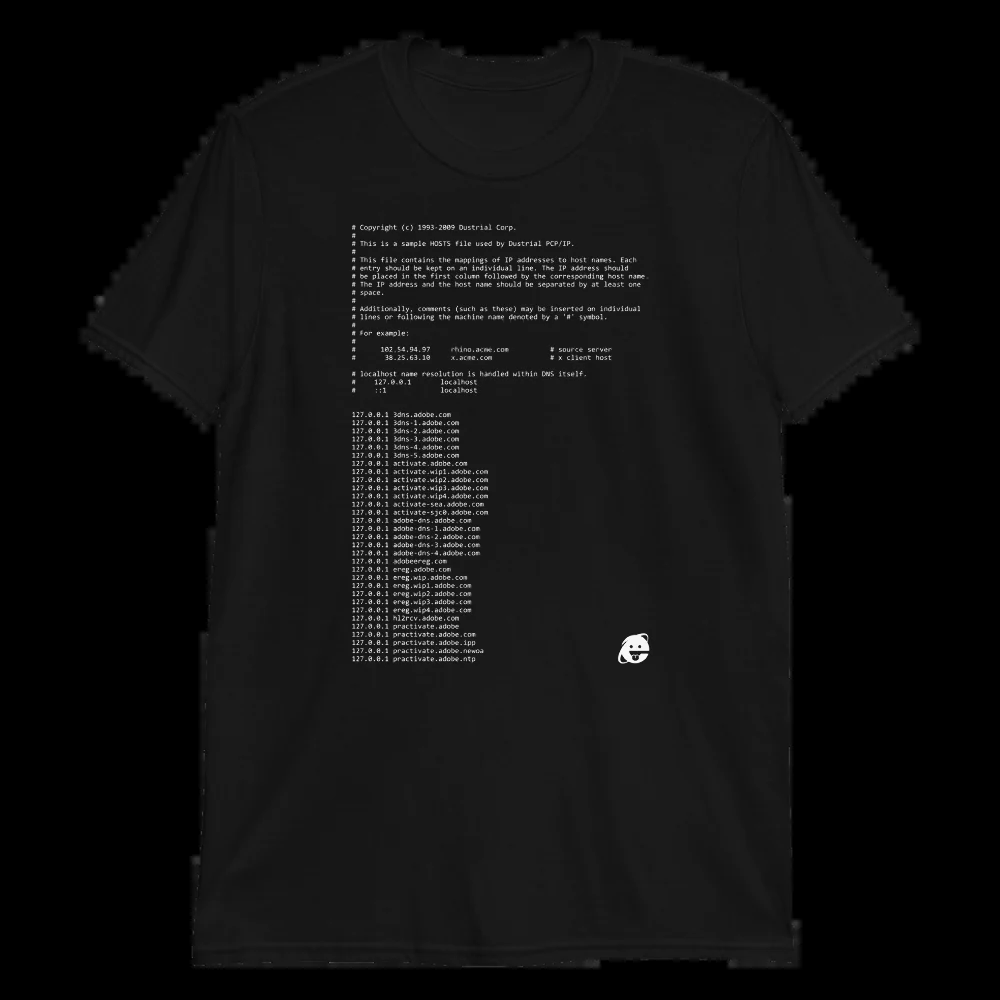 # Copyright (c) 1993-2009 Dustrial Corp.
#
# This is a sample HOSTS file used by Dustrial PCP/IP.
#
# This file contains the mappings of IP addresses to host names. Each
# entry should be kept on an individual line. The IP address should
# be placed in the first column followed by the corresponding host name.
# The IP address and the host name should be separated by at least one
# space.
#
# Additionally, comments (such as these) may be inserted on individual
# lines or following the machine name denoted by a '#' symbol.
#
# For example:
#
# 102.54.94.97 rhino.acme.com # source server
# 38.25.63.10 x.acme.com # x client host
# localhost name resolution is handled within DNS itself.
# 127.0.0.1 localhost
# ::1 localhost
127.0.0.1 3dns.adobe.com
127.0.0.1 3dns-1.adobe.com
127.0.0.1 3dns-2.adobe.com
127.0.0.1 3dns-3.adobe.com
127.0.0.1 3dns-4.adobe.com
127.0.0.1 3dns-5.adobe.com
127.0.0.1 activate.adobe.com
127.0.0.1 activate.wip1.adobe.com
127.0.0.1 activate.wip2.adobe.com
127.0.0.1 activate.wip3.adobe.com
127.0.0.1 activate.wip4.adobe.com
127.0.0.1 activate-sea.adobe.com
127.0.0.1 activate-sjc0.adobe.com
127.0.0.1 adobe-dns.adobe.com
127.0.0.1 adobe-dns-1.adobe.com
127.0.0.1 adobe-dns-2.adobe.com
127.0.0.1 adobe-dns-3.adobe.com
127.0.0.1 adobe-dns-4.adobe.com
127.0.0.1 adobeereg.com
127.0.0.1 ereg.adobe.com
127.0.0.1 ereg.wip.adobe.com
127.0.0.1 ereg.wip1.adobe.com
127.0.0.1 ereg.wip2.adobe.com
127.0.0.1 ereg.wip3.adobe.com
127.0.0.1 ereg.wip4.adobe.com
127.0.0.1 hl2rcv.adobe.com
127.0.0.1 practivate.adobe
127.0.0.1 practivate.adobe.com
127.0.0.1 practivate.adobe.ipp
127.0.0.1 practivate.adobe.newoa
127.0.0.1 practivate.adobe.ntp